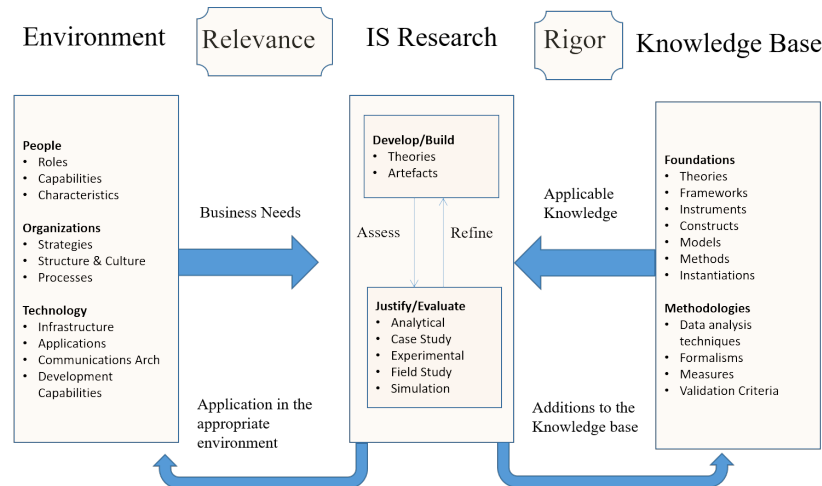 Environment
Relevance
IS Research
Rigor
Knowledge Base
People
• Roles
• Capabilities
• Characteristics
Organizations
• Strategies
• Structure & Culture
• Processes
Technology
• Infrastructure
• Applications
• Communications Arch
• Development
Capabilities
Business Needs
Application in the
appropriate
environment
Develop/Build
• Theories
• Artefacts
Assess
Refine
Justify/Evaluate
• Analytical
• Case Study
• Experimental
• Field Study
• Simulation
Applicable
Knowledge
Additions to the
Knowledge base
Foundations
• Theories
• Frameworks
• Instruments
• Constructs
• Models
• Methods
• Instantiations
Methodologies
• Data analysis
techniques
• Formalisms
• Measures
• Validation Criteria